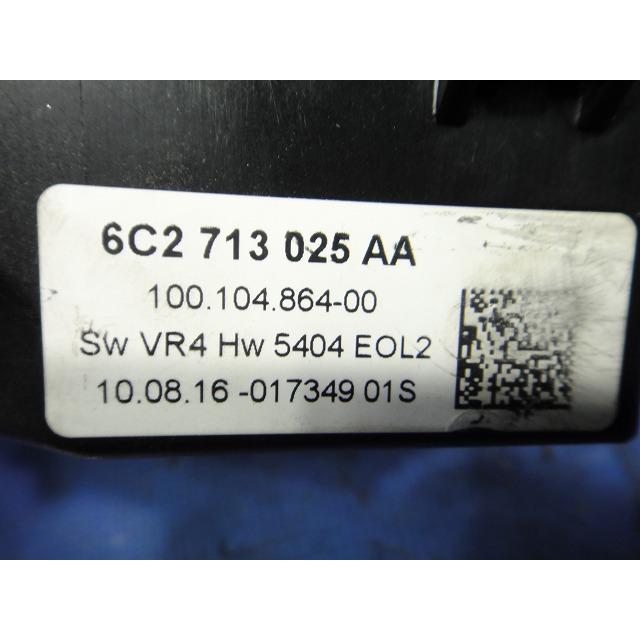 6C2 713 025 AA
100.104.864-00
Sw VR4 Hw 5404 EOL2
10.08.16 -017349 01S